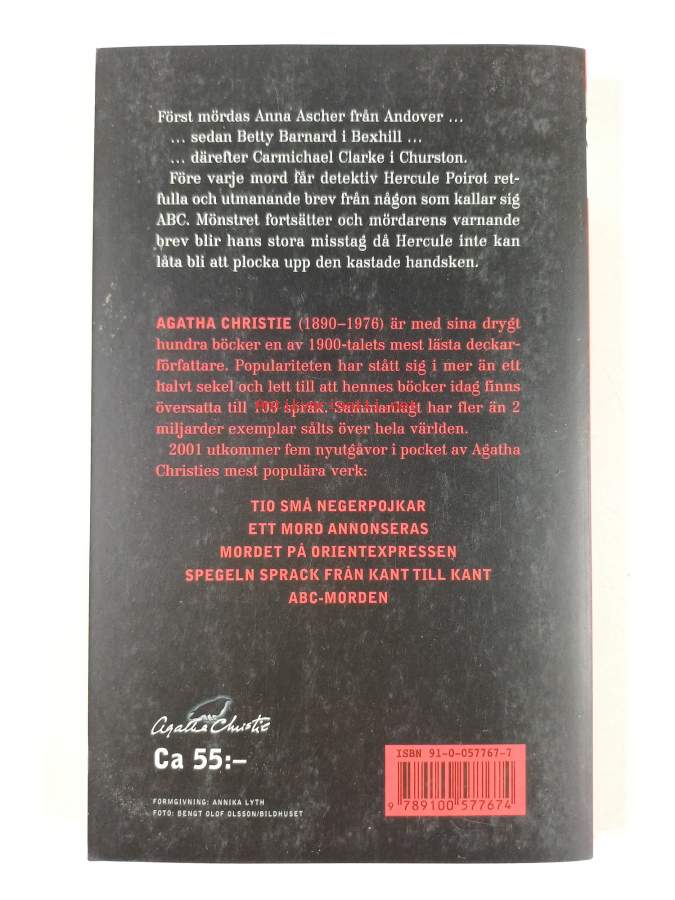 Först mördas Anna Ascher från Andover ...
... sedan Betty Barnard i Bexhill ...
... därefter Carmichael Clarke i Churston.
Före varje mord får detektiv Hercule Poirot ret-
fulla och utmanande brev från någon som kallar sig
ABC. Mönstret fortsätter och mördarens varnande
brev blir hans stora misstag då Hercule inte kan
låta bli att plocka upp den kastade handsken.
AGATHA CHRISTIE (1890–1976) är med sina drygt
hundra böcker en av 1900-talets mest lästa deckar-
författare. Populariteten har stått sig i mer än ett
halvt sekel och lett till att hennes böcker idag finns
översatta till 103 språk. Sammanlagt har fler än 2
miljarder exemplar sålts över hela världen.
2001 utkommer fem nyutgåvor i pocket av Agatha
Christies mest populära verk:
TIO SMÅ NEGERPOJKAR
ETT MORD ANNONSERAS
MORDET PÅ ORIENTEXPRESSEN
SPEGELN SPRACK FRÅN KANT TILL KANT
ABC-MORDEN
Agatha Christie
Ca 55:–
ISBN 91-0-057767-7
9 789100 577674
FORMGIVNING: ANNIKA LYTH
FOTO: BENGT OLOF OLSSON/BILDHUSET